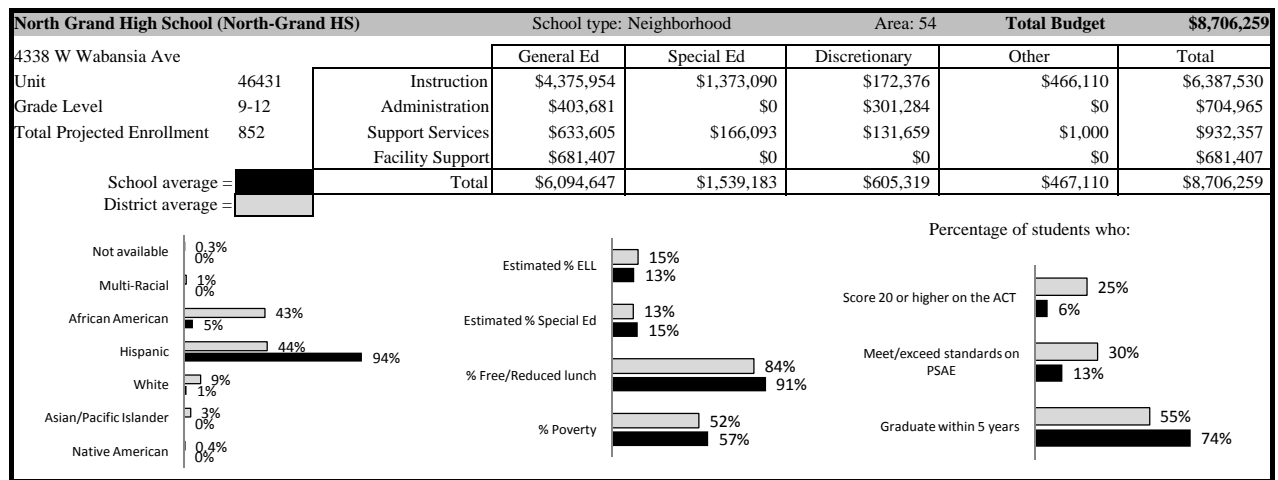 North Grand High School (North-Grand HS) School type: Neighborhood Area: 54 Total Budget $8,706,259
4338 W Wabansia Ave General Ed Special Ed Discretionary Other Total
Unit 46431 Instruction $4,375,954 $1,373,090 $172,376 $466,110 $6,387,530
Grade Level 9-12 Administration $403,681 $0 $301,284 $0 $704,965
Total Projected Enrollment 852 Support Services $633,605 $166,093 $131,659 $1,000 $932,357
Facility Support $681,407 $0 $0 $0 $681,407
School average = Total $6,094,647 $1,539,183 $605,319 $467,110 $8,706,259
District average =
Not available 0.3%
0%
Multi-Racial 1%
0%
African American 43%
5%
Hispanic 44%
94%
White 9%
1%
Asian/Pacific Islander 3%
0%
Native American 0.4%
0%
Estimated % ELL 15%
13%
Estimated % Special Ed 13%
15%
% Free/Reduced lunch 84%
91%
% Poverty 52%
57%
Percentage of students who:
Score 20 or higher on the ACT 25%
6%
Meet/exceed standards on
PSAE 30%
13%
Graduate within 5 years 55%
74%